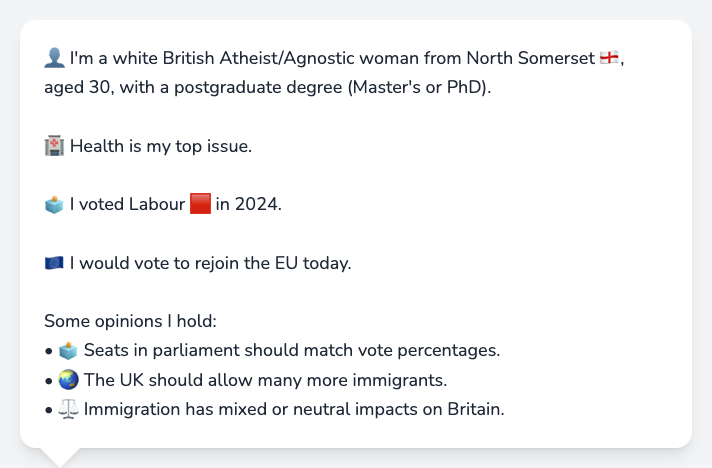 👤 I'm a white British Atheist/Agnostic woman from North Somerset 🏴󠁧󠁢󠁥󠁮󠁧󠁿,
aged 30, with a postgraduate degree (Master's or PhD).
🏥 Health is my top issue.
🗳️ I voted Labour 🟥 in 2024.
🇪🇺 I would vote to rejoin the EU today.
Some opinions I hold:
• 🗳️ Seats in parliament should match vote percentages.
• 🌏 The UK should allow many more immigrants.
• ⚖️ Immigration has mixed or neutral impacts on Britain.